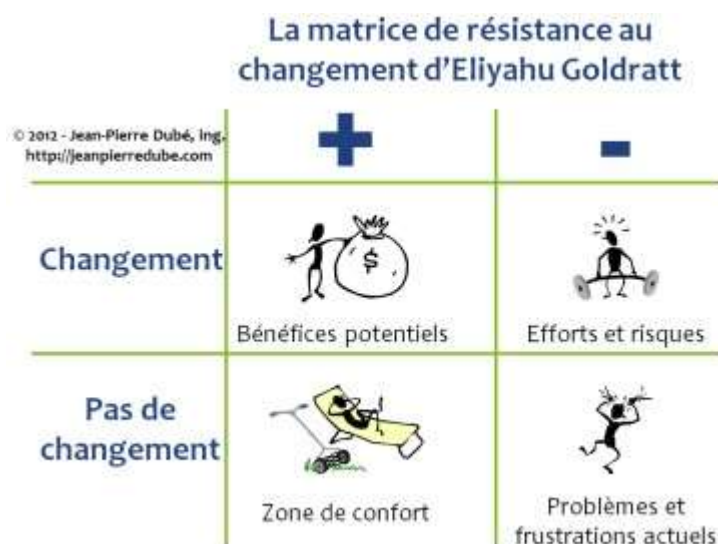 La matrice de résistance au
changement d'Eliyahu Goldratt
© 2012 - Jean-Pierre Dubé, ing.
http://jeanpierredube.com
+ -
Changement
$
Bénéfices potentiels
Efforts et risques
Pas de
changement
Zone de confort
Problèmes et
frustrations actuels